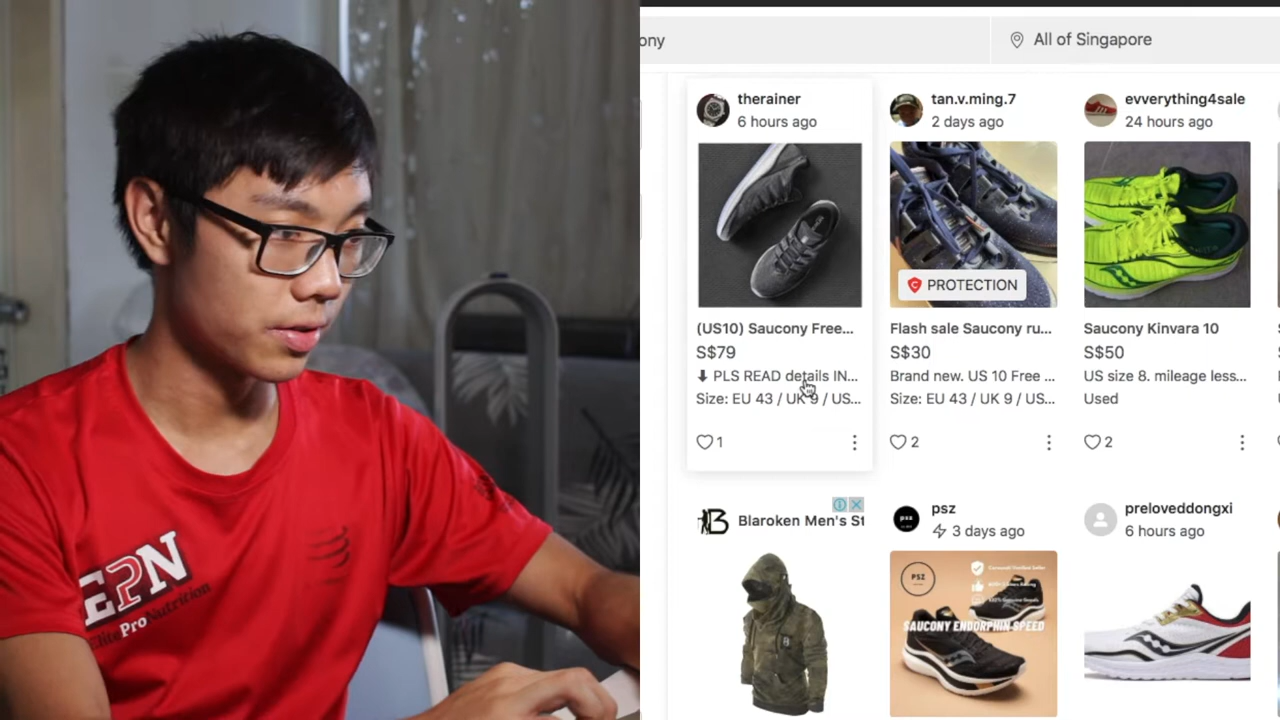 ony
All of Singapore
therainer
6 hours ago
(US10) Saucony Free...
S$79
⬇ PLS READ details IN...
Size: EU 43 / UK 9 / US...
1
tan.v.ming.7
2 days ago
PROTECTION
Flash sale Saucony ru...
S$30
Brand new. US 10 Free ...
Size: EU 43 / UK 9 / US...
2
evverything4sale
24 hours ago
Saucony Kinvara 10
S$50
US size 8. mileage less...
Used
2
Blaroken Men's St
psz
3 days ago
PSZ
SAUCONY ENDORPHIN SPEED
preloveddongxi
6 hours ago
EPN
EliteProNutrition